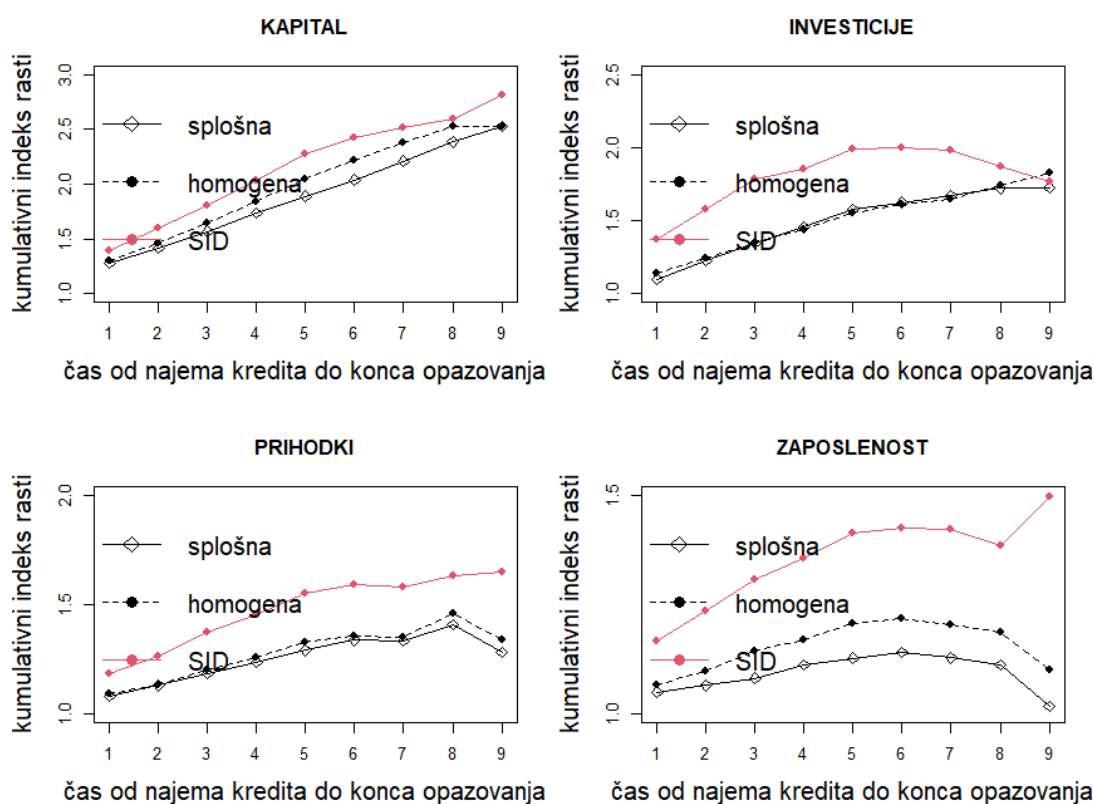 KAPITAL
kumulativni indeks rasti
3.0
2.5
2.0
1.5
1.0
splošna
homogena
SID
1 2 3 4 5 6 7 8 9
čas od najema kredita do konca opazovanja
INVESTICIJE
kumulativni indeks rasti
2.5
2.0
1.5
1.0
splošna
homogena
SID
1 2 3 4 5 6 7 8 9
čas od najema kredita do konca opazovanja
PRIHODKI
kumulativni indeks rasti
2.0
1.5
1.0
splošna
homogena
SID
1 2 3 4 5 6 7 8 9
čas od najema kredita do konca opazovanja
ZAPOSLENOST
kumulativni indeks rasti
1.5
1.0
splošna
homogena
SID
1 2 3 4 5 6 7 8 9
čas od najema kredita do konca opazovanja